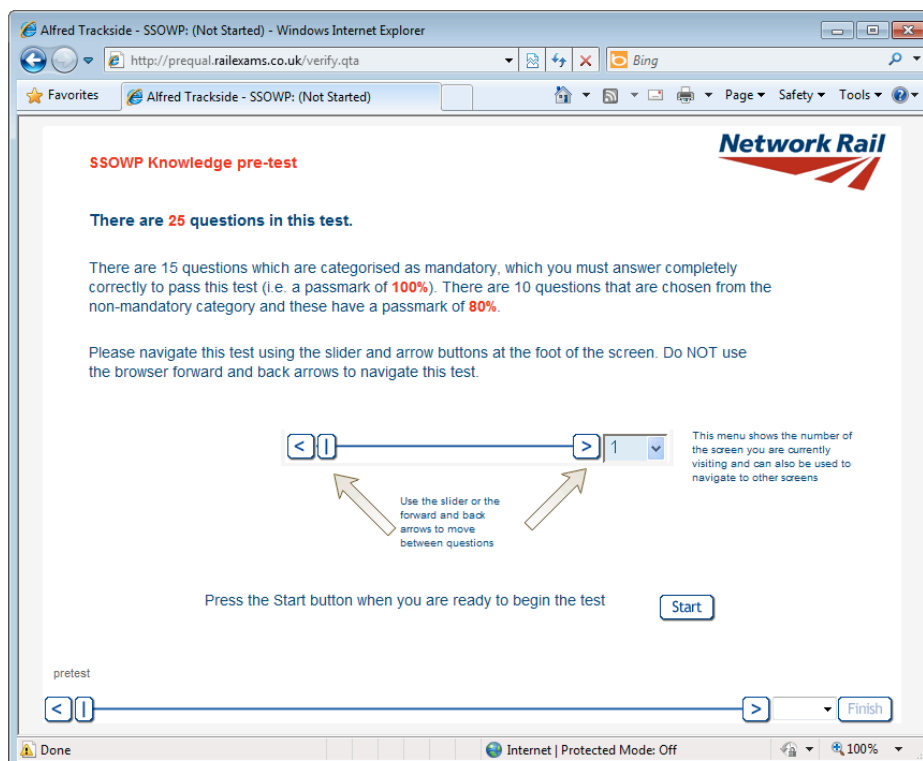 Alfred Trackside - SSOWP: (Not Started) - Windows Internet Explorer
http://prequal.railexams.co.uk/verify.qta
Bing
Favorites
Alfred Trackside - SSOWP: (Not Started)
Page
Safety
Tools
Network Rail
SSOWP Knowledge pre-test
There are 25 questions in this test.
There are 15 questions which are categorised as mandatory, which you must answer completely
correctly to pass this test (i.e. a passmark of 100%). There are 10 questions that are chosen from the
non-mandatory category and these have a passmark of 80%.
Please navigate this test using the slider and arrow buttons at the foot of the screen. Do NOT use
the browser forward and back arrows to navigate this test.
< | > 1
This menu shows the number of
the screen you are currently
visiting and can also be used to
navigate to other screens
Use the slider or the
forward and back
arrows to move
between questions
Press the Start button when you are ready to begin the test
Start
pretest
< | > Finish
Done
Internet | Protected Mode: Off
100%